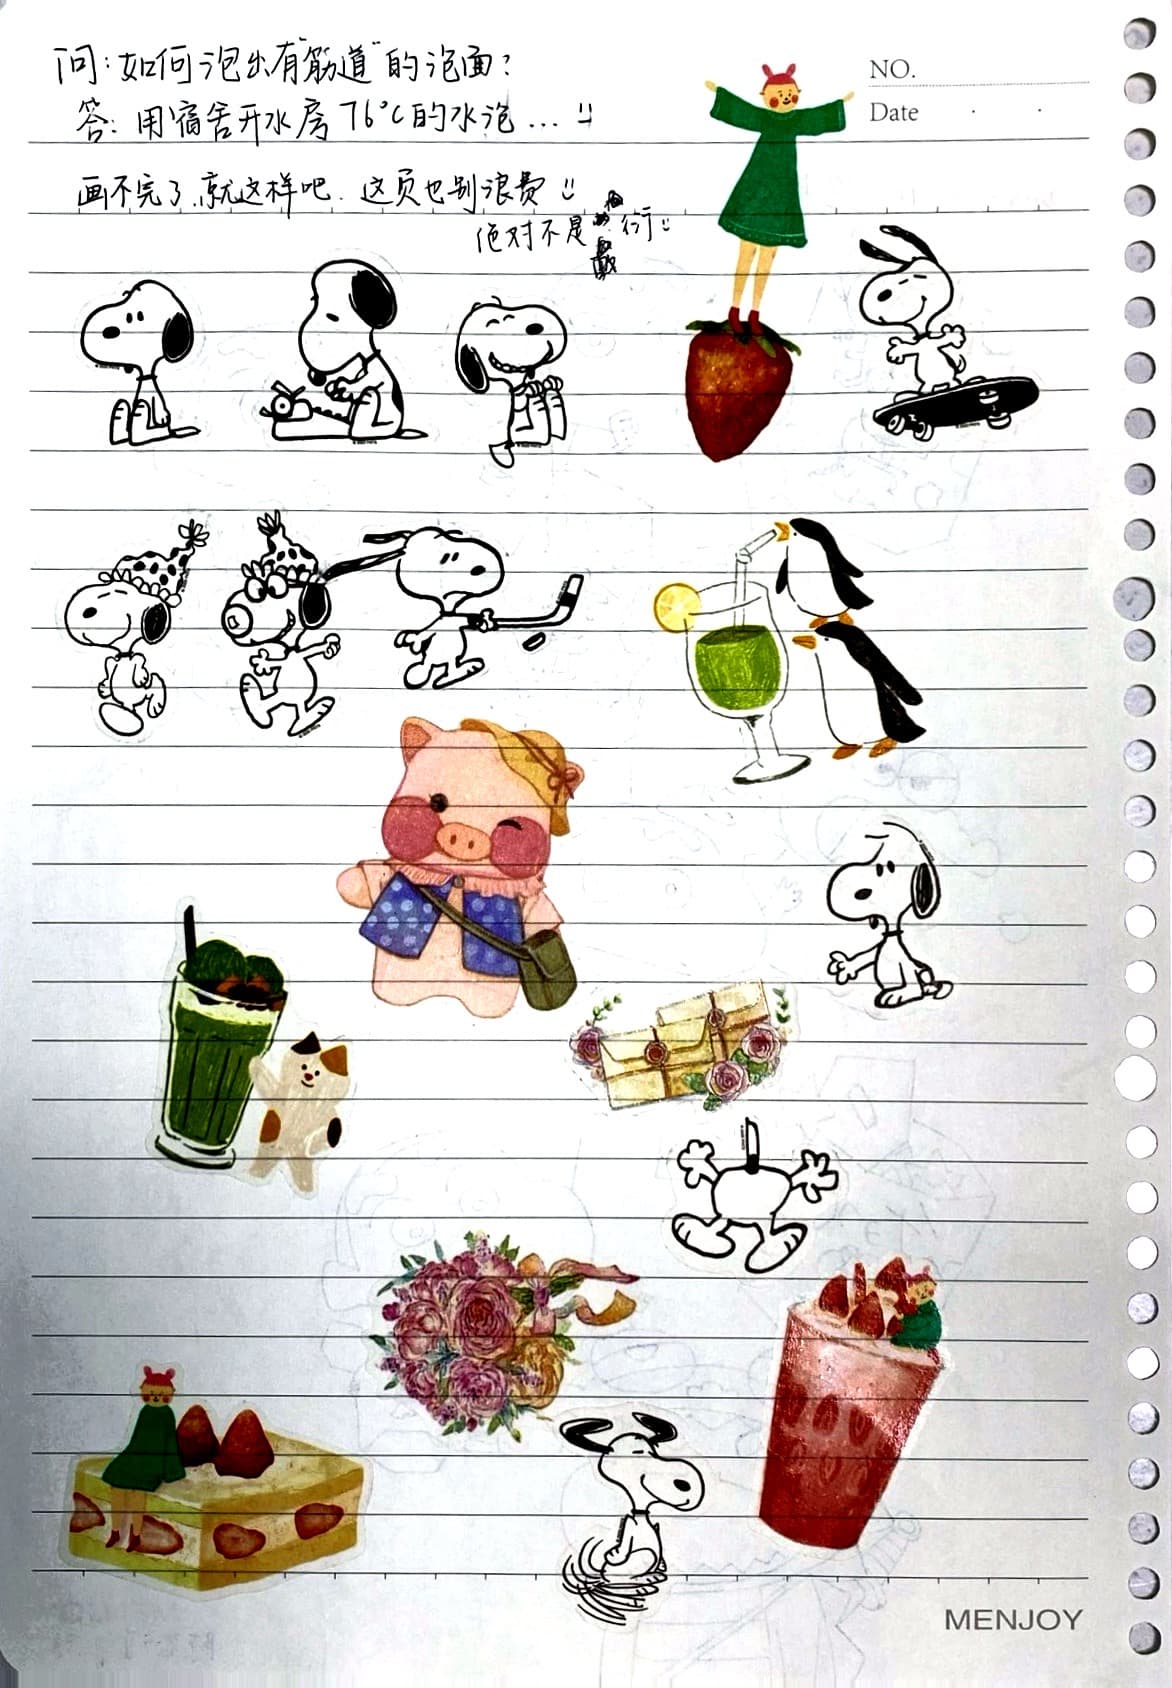 问：如何泡出有"筋道"的泡面？
NO.
答：用宿舍开水房76°C的水泡...
Date
画不完了，就这样吧．这页也别浪费
绝对不是敷衍
MENJOY